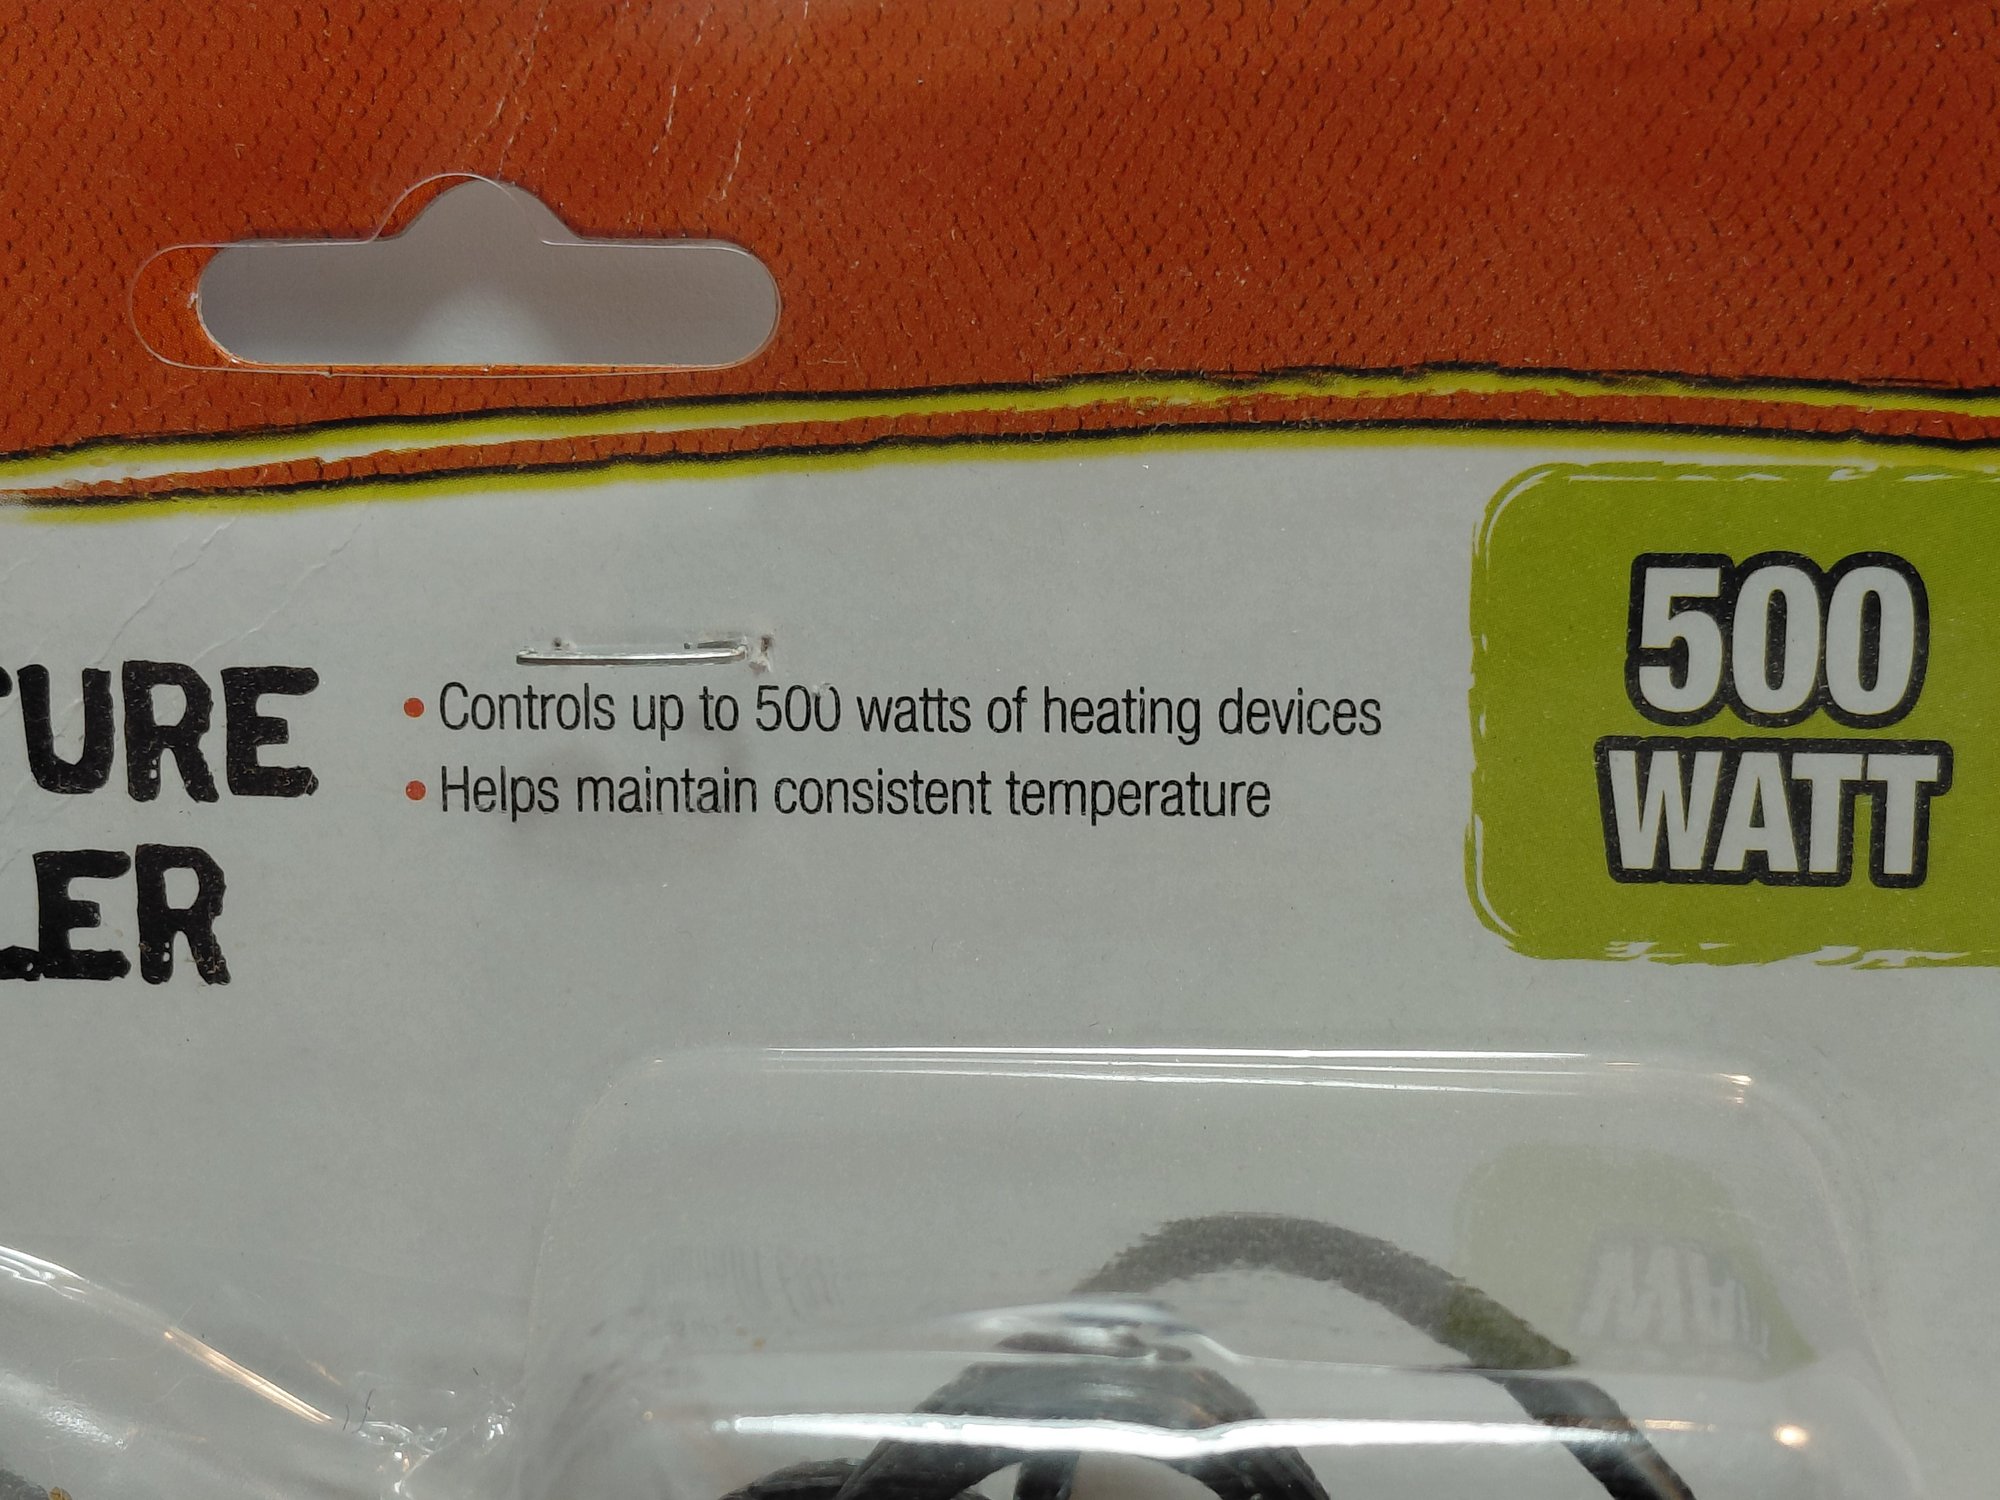 TURE
LER
• Controls up to 500 watts of heating devices
• Helps maintain consistent temperature
500
WATT